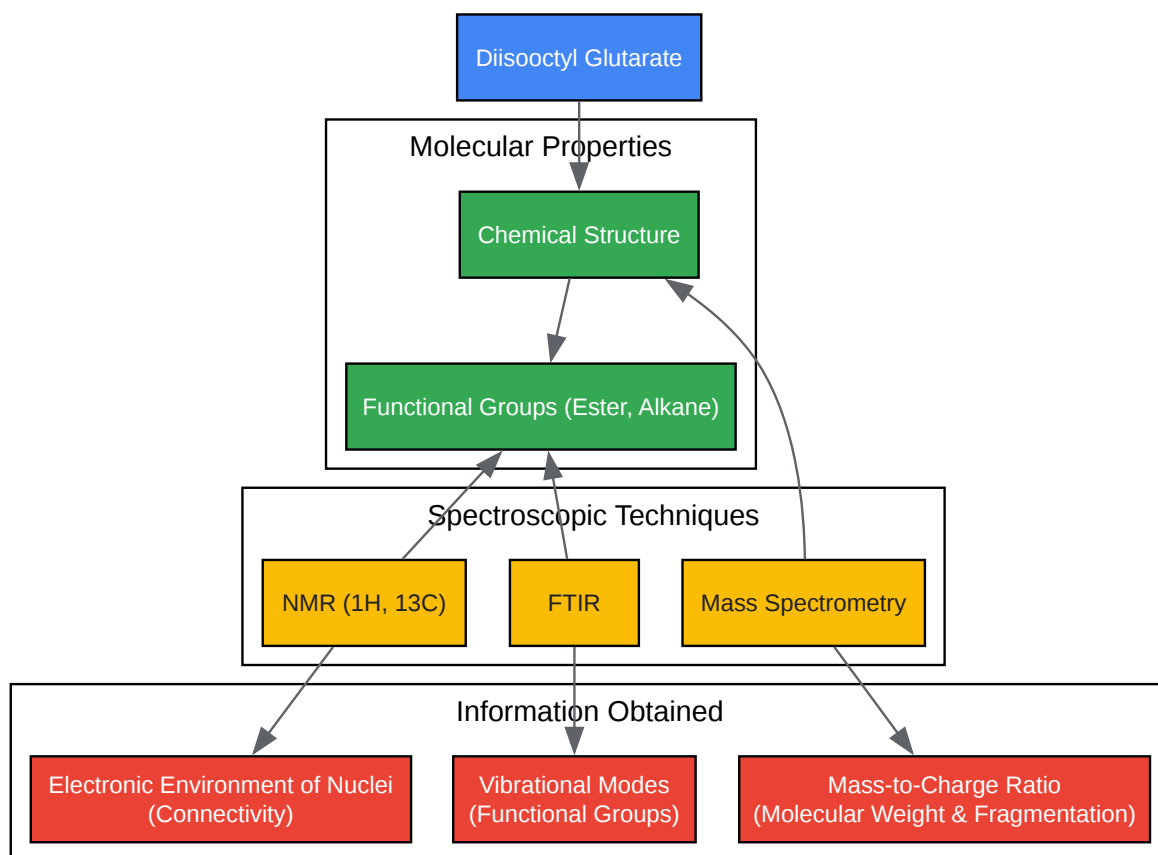 Diisooctyl Glutarate
Molecular Properties
Chemical Structure
Functional Groups (Ester, Alkane)
Spectroscopic Techniques
NMR (1H, 13C)
FTIR
Mass Spectrometry
Information Obtained
Electronic Environment of Nuclei
(Connectivity)
Vibrational Modes
(Functional Groups)
Mass-to-Charge Ratio
(Molecular Weight & Fragmentation)